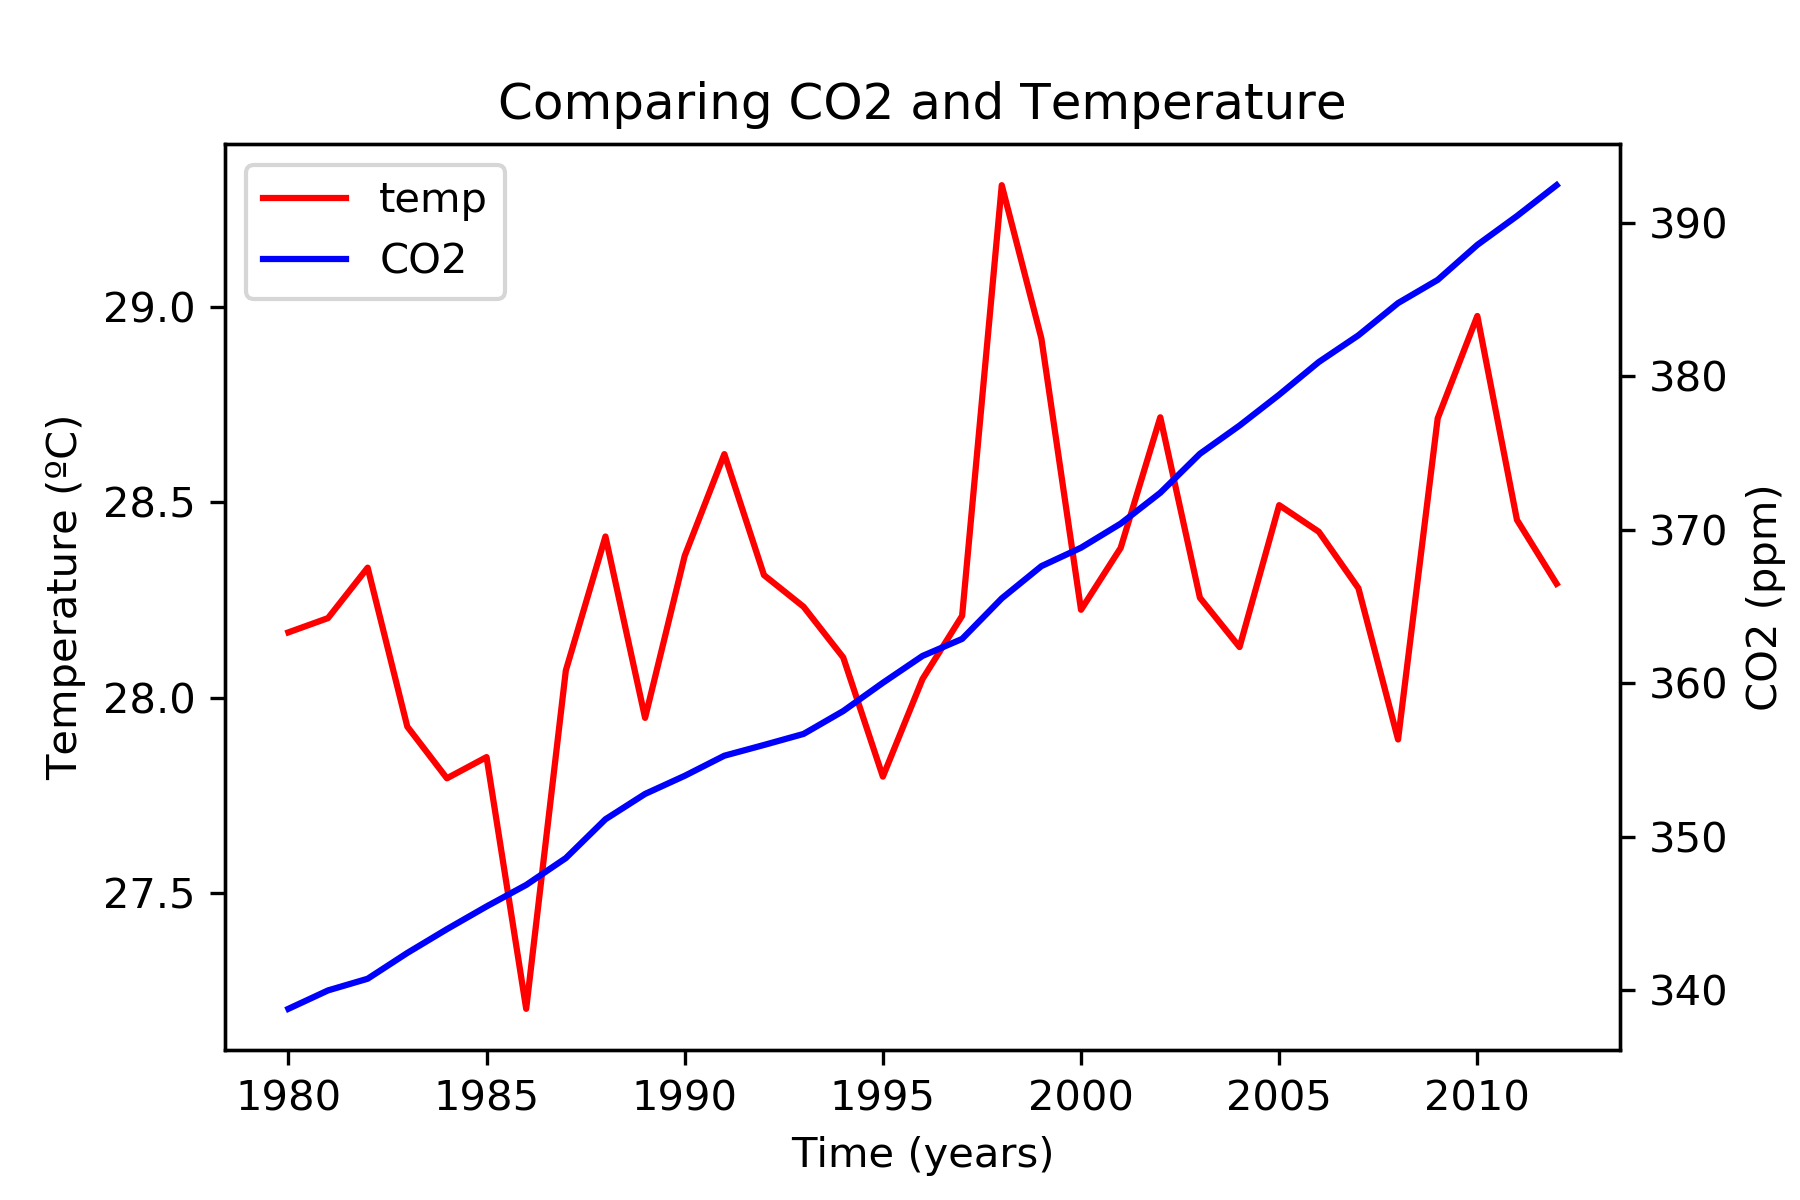 Comparing CO2 and Temperature
temp
CO2
29.0
28.5
28.0
27.5
Temperature (ºC)
390
380
370
360
350
340
CO2 (ppm)
1980 1985 1990 1995 2000 2005 2010
Time (years)